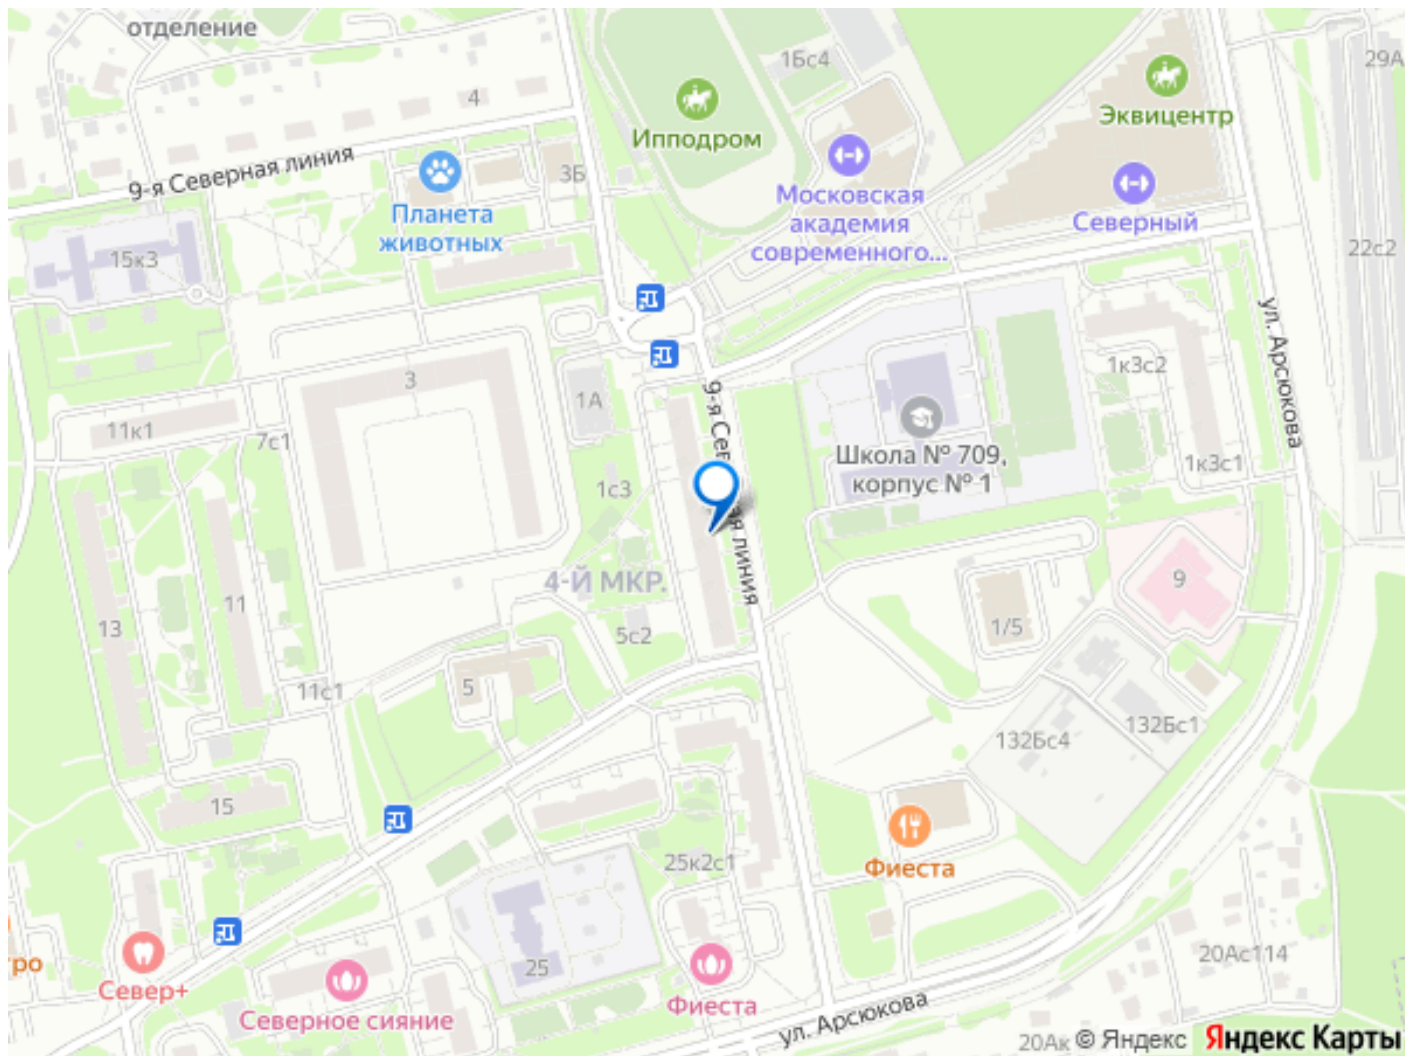 отделение
1Бс4
29А
Эквицентр
4
Ипподром
9-я Северная линия
3Б
Московская
академия
современного...
Северный
Планета
животных
15к3
22с2
ул. Арсюкова
3
1А
1к3с2
11к1
7с1
9-я Сев
ая линия
Школа № 709,
корпус № 1
1к3с1
1с3
4-Й МКР.
9
11
13
5с2
1/5
5
11с1
132Бс1
132Бс4
15
25к2с1
Фиеста
20Ас114
тро
Север+
25
Северное сияние
Фиеста
ул. Арсюкова
20Ак
© Яндекс
Яндекс Карты